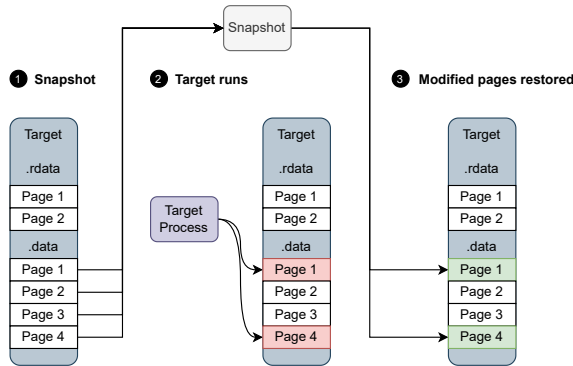 Snapshot
1 Snapshot
2 Target runs
3 Modified pages restored
Target
.rdata
Page 1
Page 2
.data
Page 1
Page 2
Page 3
Page 4
Target
Process
Target
.rdata
Page 1
Page 2
.data
Page 1
Page 2
Page 3
Page 4
Target
.rdata
Page 1
Page 2
.data
Page 1
Page 2
Page 3
Page 4